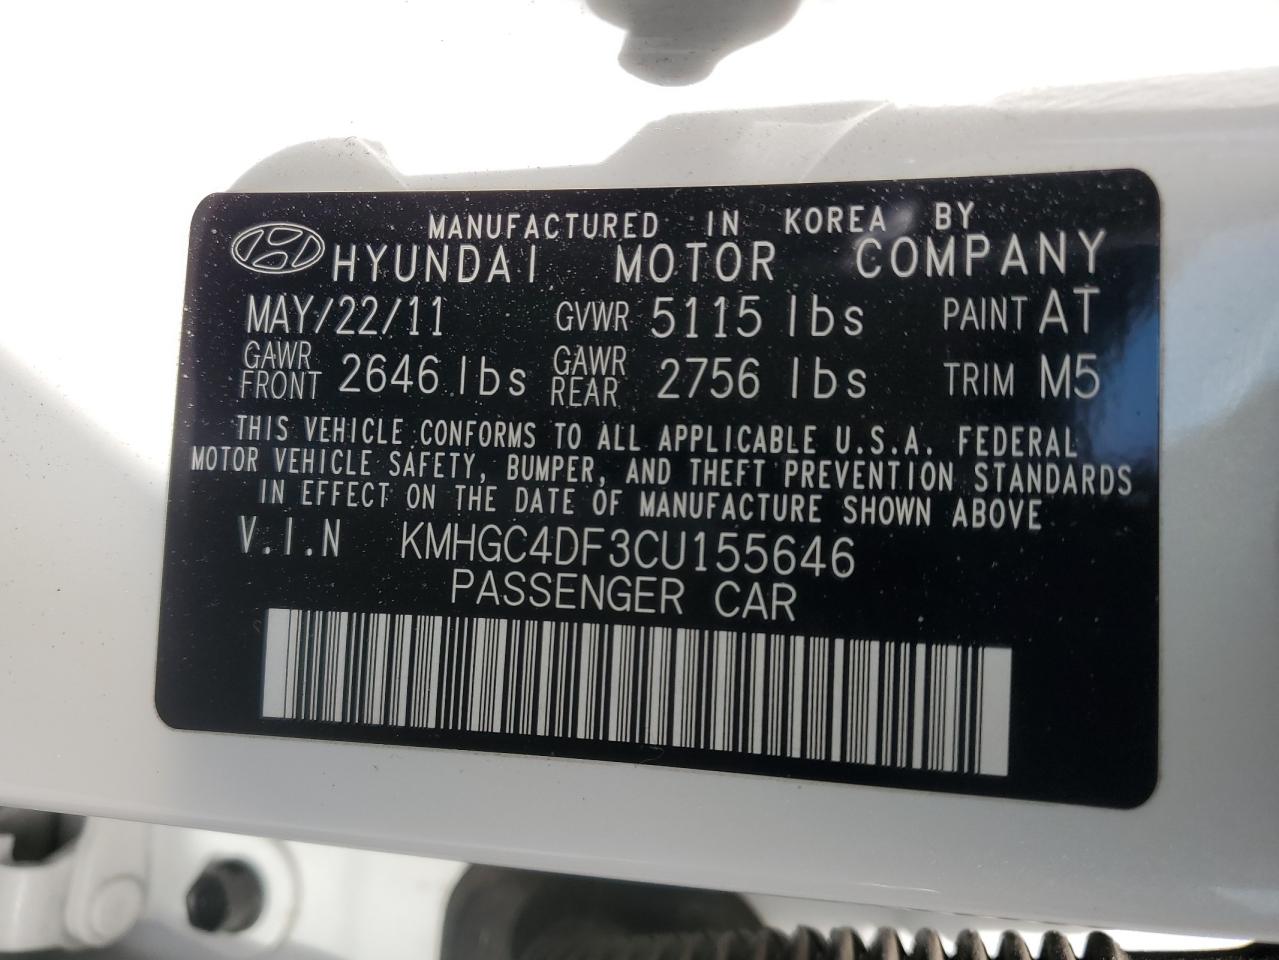 MANUFACTURED IN KOREA BY
HYUNDAI MOTOR COMPANY
MAY/22/11 GVWR 5115 lbs PAINT AT
GAWR FRONT 2646 lbs GAWR REAR 2756 lbs TRIM M5
THIS VEHICLE CONFORMS TO ALL APPLICABLE U.S.A. FEDERAL
MOTOR VEHICLE SAFETY, BUMPER, AND THEFT PREVENTION STANDARDS
IN EFFECT ON THE DATE OF MANUFACTURE SHOWN ABOVE
V.I.N KMHGC4DF3CU155646
PASSENGER CAR